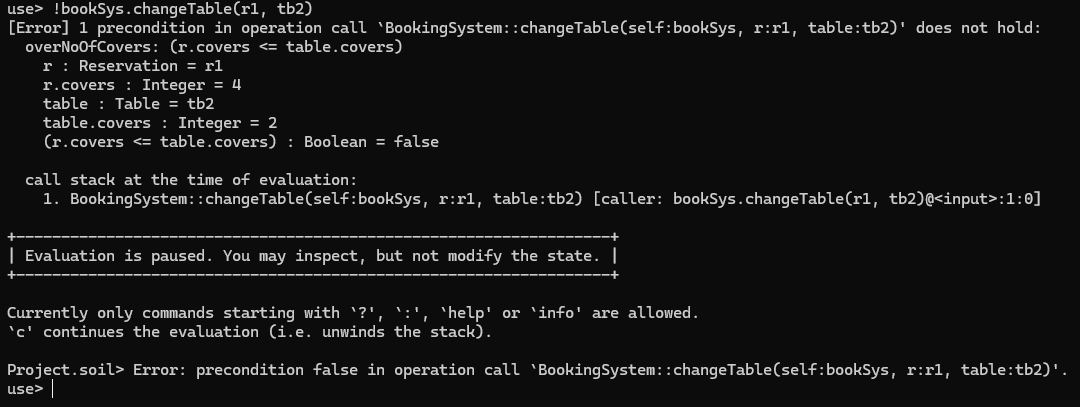 use> !bookSys.changeTable(r1, tb2)
[Error] 1 precondition in operation call `BookingSystem::changeTable(self:bookSys, r:r1, table:tb2)' does not hold:
  overNoOfCovers: (r.covers <= table.covers)
    r : Reservation = r1
    r.covers : Integer = 4
    table : Table = tb2
    table.covers : Integer = 2
    (r.covers <= table.covers) : Boolean = false

  call stack at the time of evaluation:
    1. BookingSystem::changeTable(self:bookSys, r:r1, table:tb2) [caller: bookSys.changeTable(r1, tb2)@<input>:1:0]

+------------------------------------------------------------------+
| Evaluation is paused. You may inspect, but not modify the state. |
+------------------------------------------------------------------+

Currently only commands starting with `?', `:', `help' or `info' are allowed.
`c' continues the evaluation (i.e. unwinds the stack).

Project.soil> Error: precondition false in operation call `BookingSystem::changeTable(self:bookSys, r:r1, table:tb2)'.
use>